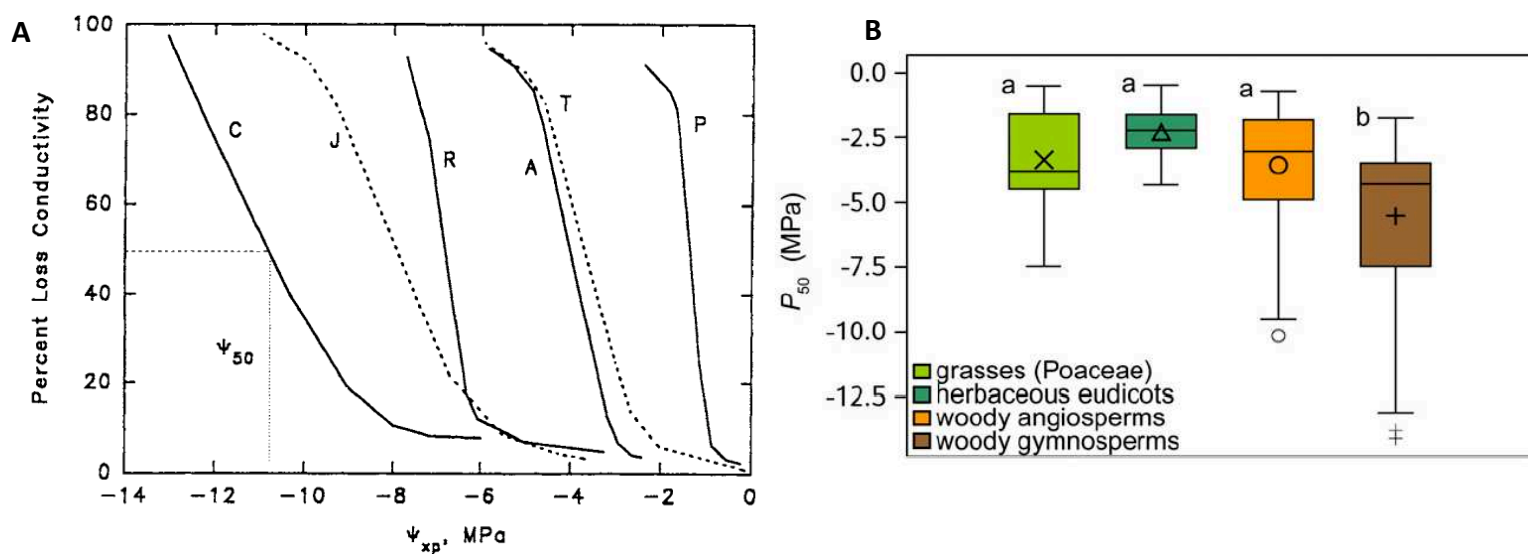 A
100
80
60
40
20
0
Percent Loss Conductivity
C
J
R
A
T
P
Ψ50
-14 -12 -10 -8 -6 -4 -2 0
Ψxp, MPa
B
0.0
-2.5
-5.0
-7.5
-10.0
-12.5
P50 (MPa)
a a a b
grasses (Poaceae)
herbaceous eudicots
woody angiosperms
woody gymnosperms